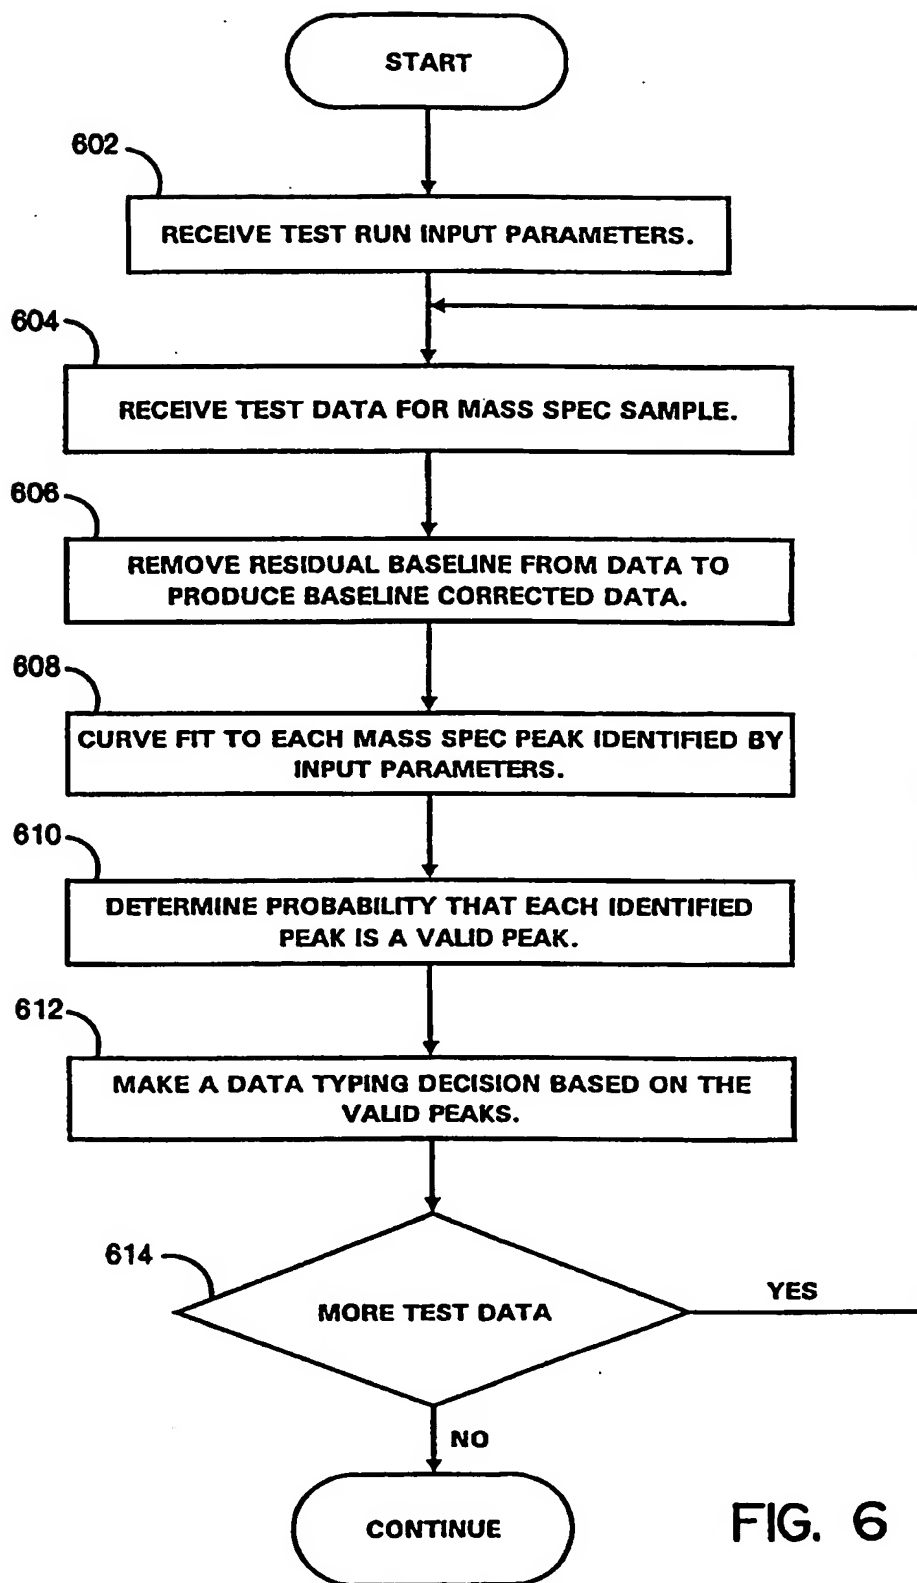 START
602
RECEIVE TEST RUN INPUT PARAMETERS.
604
RECEIVE TEST DATA FOR MASS SPEC SAMPLE.
606
REMOVE RESIDUAL BASELINE FROM DATA TO
PRODUCE BASELINE CORRECTED DATA.
608
CURVE FIT TO EACH MASS SPEC PEAK IDENTIFIED BY
INPUT PARAMETERS.
610
DETERMINE PROBABILITY THAT EACH IDENTIFIED
PEAK IS A VALID PEAK.
612
MAKE A DATA TYPING DECISION BASED ON THE
VALID PEAKS.
614
MORE TEST DATA
YES
NO
CONTINUE
FIG. 6